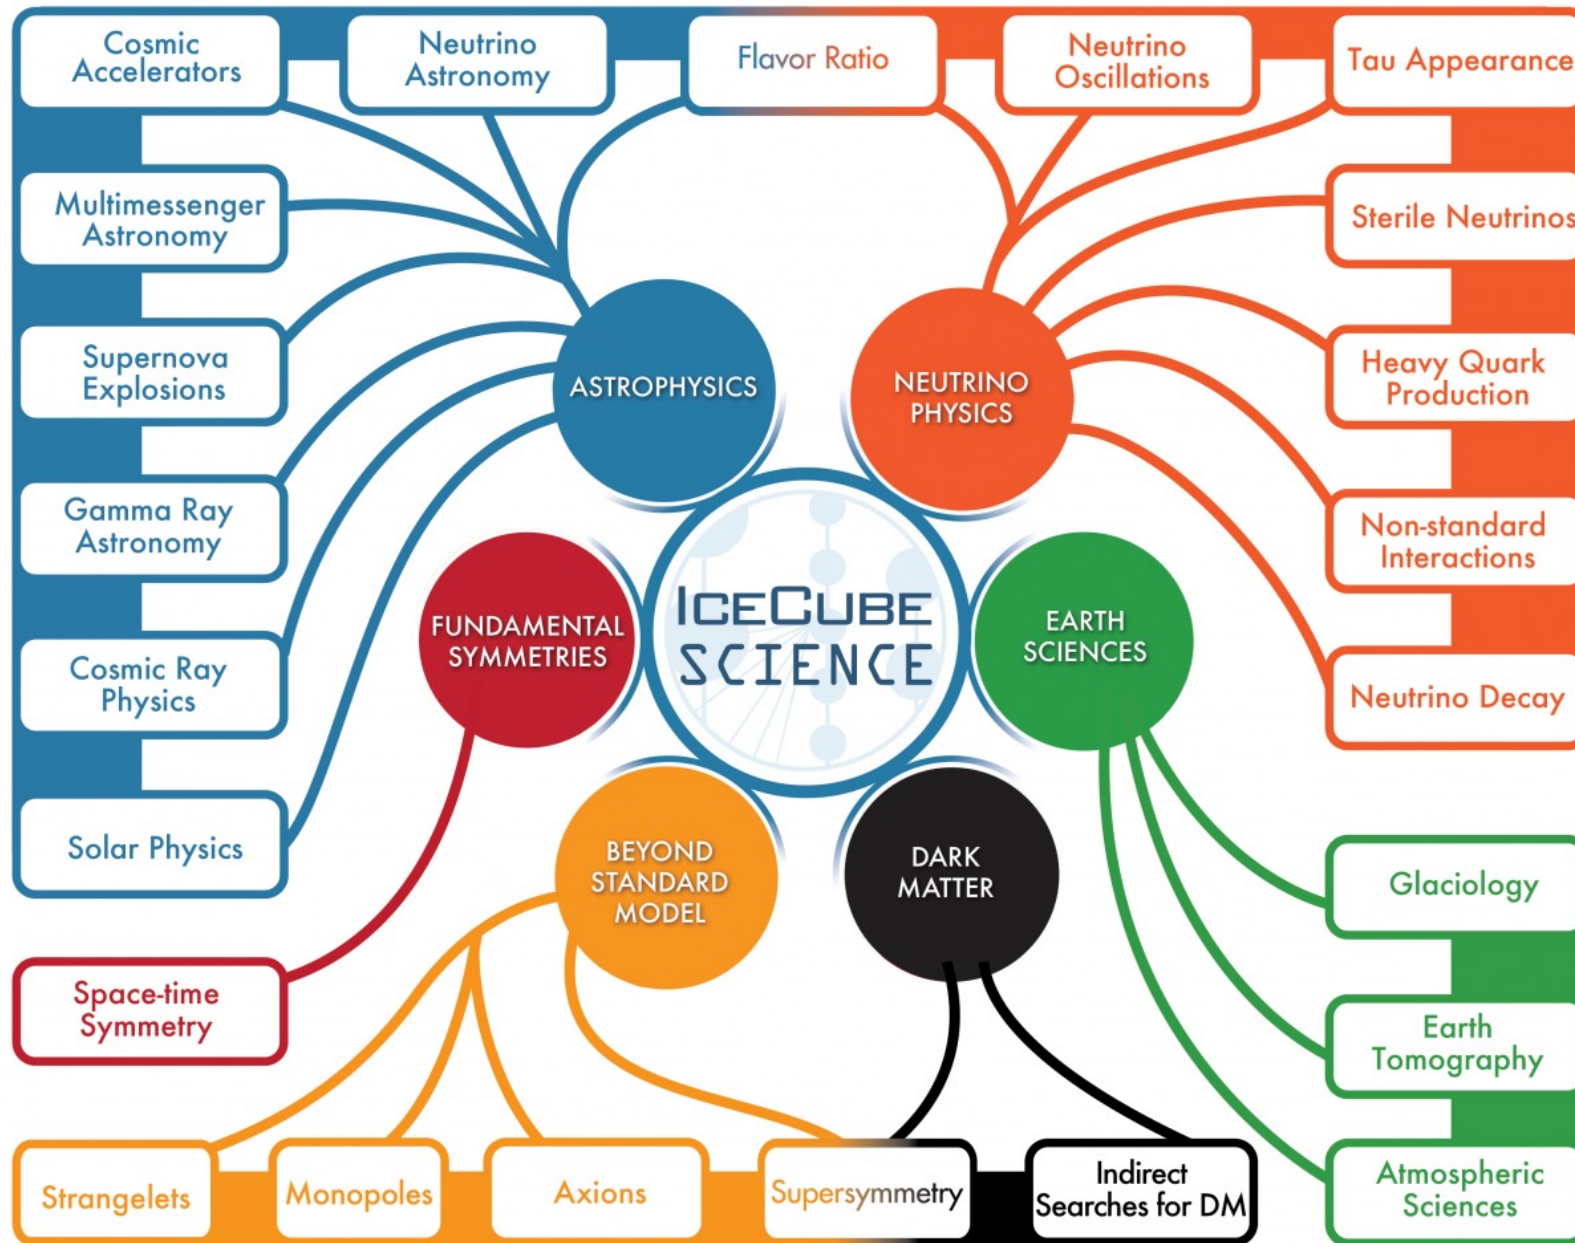 Cosmic
Accelerators
Neutrino
Astronomy
Flavor Ratio
Neutrino
Oscillations
Tau Appearance
Multimessenger
Astronomy
Sterile Neutrinos
Supernova
Explosions
ASTROPHYSICS
NEUTRINO
PHYSICS
Heavy Quark
Production
Gamma Ray
Astronomy
Non-standard
Interactions
FUNDAMENTAL
SYMMETRIES
ICECUBE
SCIENCE
EARTH
SCIENCES
Cosmic Ray
Physics
Neutrino Decay
Solar Physics
BEYOND
STANDARD
MODEL
DARK
MATTER
Glaciology
Space-time
Symmetry
Earth
Tomography
Strangelets
Monopoles
Axions
Supersymmetry
Indirect
Searches for DM
Atmospheric
Sciences